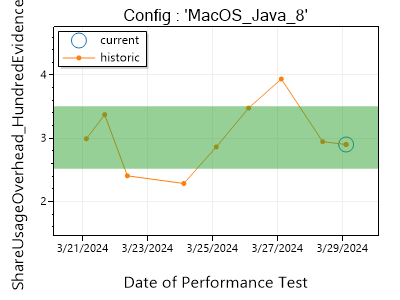 Config : 'MacOS_Java_8'
current
historic
ShareUsageOverhead_HundredEvidence
4
3
2
3/21/2024
3/23/2024
3/25/2024
3/27/2024
3/29/2024
Date of Performance Test